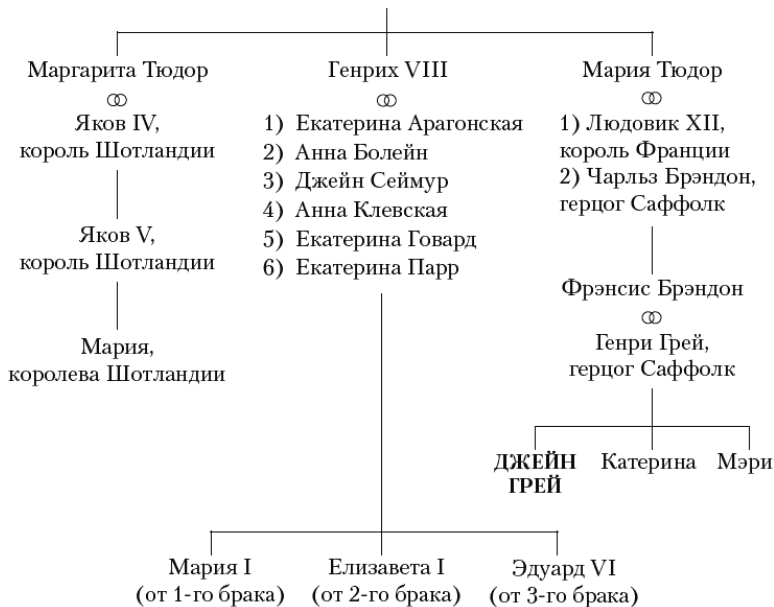 Маргарита Тюдор
Яков IV,
король Шотландии
Яков V,
король Шотландии
Мария,
королева Шотландии
Генрих VIII
1) Екатерина Арагонская
2) Анна Болейн
3) Джейн Сеймур
4) Анна Клевская
5) Екатерина Говард
6) Екатерина Парр
Мария Тюдор
1) Людовик XII,
король Франции
2) Чарльз Брэндон,
герцог Саффолк
Фрэнсис Брэндон
Генри Грей,
герцог Саффолк
ДЖЕЙН
ГРЕЙ
Катерина
Мэри
Мария I
(от 1-го брака)
Елизавета I
(от 2-го брака)
Эдуард VI
(от 3-го брака)